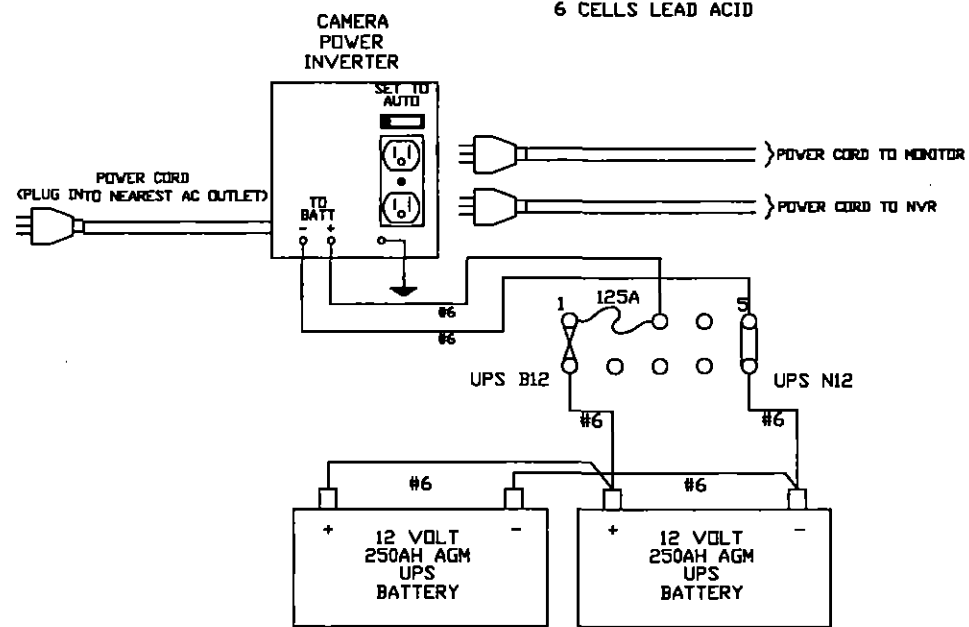 6 CELLS LEAD ACID
CAMERA
POWER
INVERTER
SET TO
AUTO
POWER CORD TO MONITOR
POWER CORD
(PLUG INTO NEAREST AC OUTLET)
TO
BATT
- +
POWER CORD TO NVR
#6
#6
1
125A
5
UPS B12
UPS N12
#6
#6
#6
#6
+ -
12 VOLT
250AH AGM
UPS
BATTERY
+ -
12 VOLT
250AH AGM
UPS
BATTERY